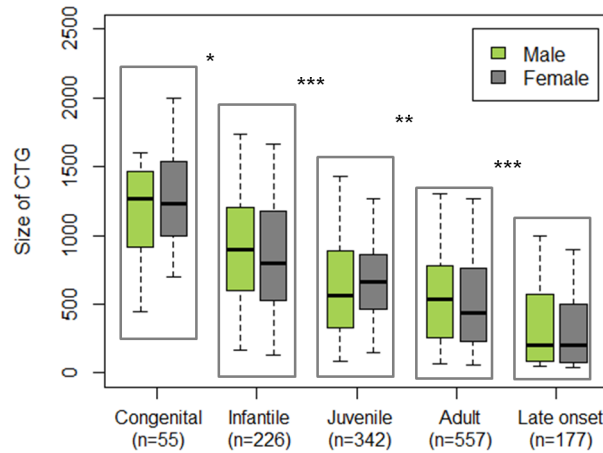 2500
2000
1500
1000
500
0
Size of CTG
Male
Female
*
***
**
***
Congenital
(n=55)
Infantile
(n=226)
Juvenile
(n=342)
Adult
(n=557)
Late onset
(n=177)